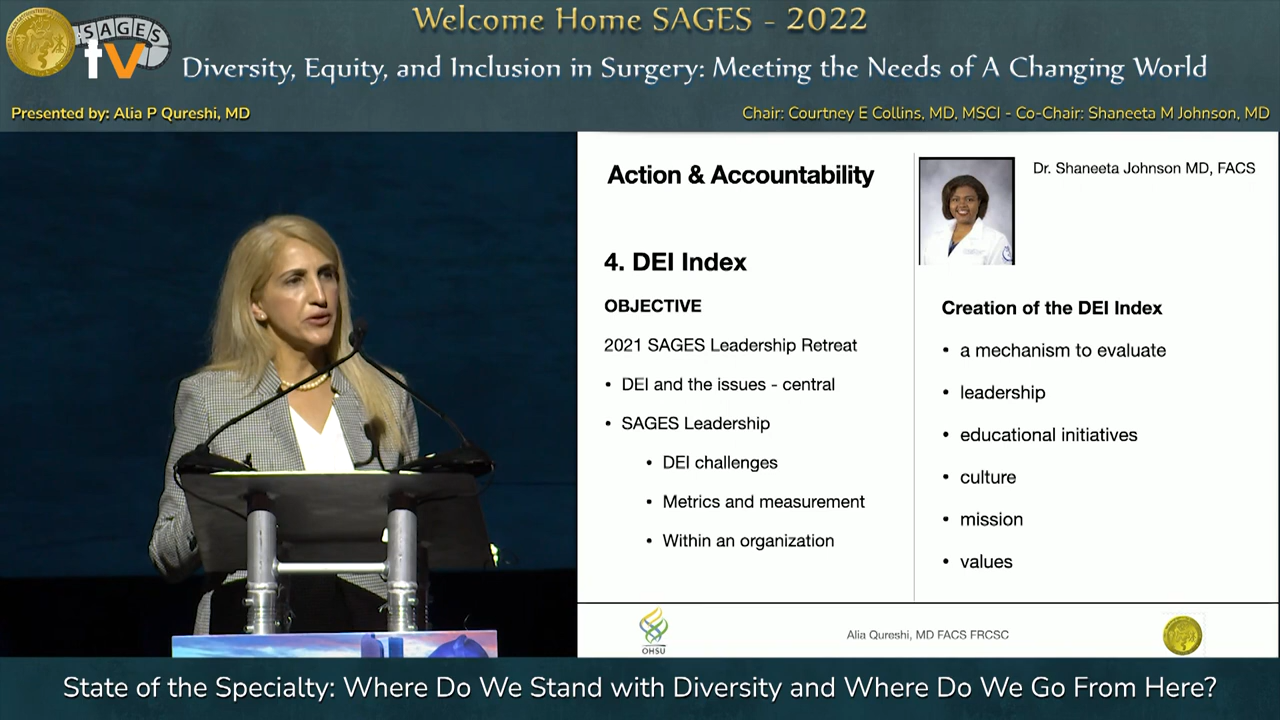 Welcome Home SAGES - 2022
SAGES
tv
Diversity, Equity, and Inclusion in Surgery: Meeting the Needs of A Changing World
Presented by: Alia P Qureshi, MD
Chair: Courtney E Collins, MD, MSCI - Co-Chair: Shaneeta M Johnson, MD
Action & Accountability
4. DEI Index
OBJECTIVE
2021 SAGES Leadership Retreat
• DEI and the issues - central
• SAGES Leadership
• DEI challenges
• Metrics and measurement
• Within an organization
Dr. Shaneeta Johnson MD, FACS
Creation of the DEI Index
• a mechanism to evaluate
• leadership
• educational initiatives
• culture
• mission
• values
OHSU
Alia Qureshi, MD FACS FRCSC
State of the Specialty: Where Do We Stand with Diversity and Where Do We Go From Here?